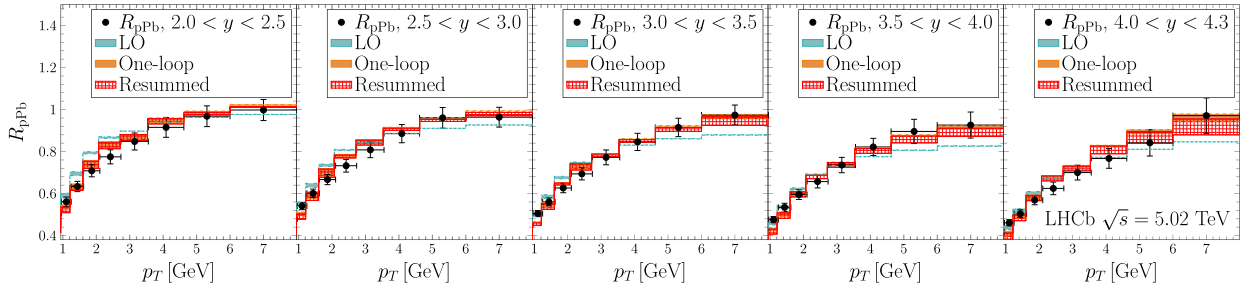 R_pPb
1.4
1.2
1
0.8
0.6
0.4
R_pPb, 2.0 < y < 2.5
LO
One-loop
Resummed
1 2 3 4 5 6 7
p_T [GeV]
R_pPb, 2.5 < y < 3.0
LO
One-loop
Resummed
1 2 3 4 5 6 7
p_T [GeV]
R_pPb, 3.0 < y < 3.5
LO
One-loop
Resummed
1 2 3 4 5 6 7
p_T [GeV]
R_pPb, 3.5 < y < 4.0
LO
One-loop
Resummed
1 2 3 4 5 6 7
p_T [GeV]
R_pPb, 4.0 < y < 4.3
LO
One-loop
Resummed
LHCb √s = 5.02 TeV
1 2 3 4 5 6 7
p_T [GeV]